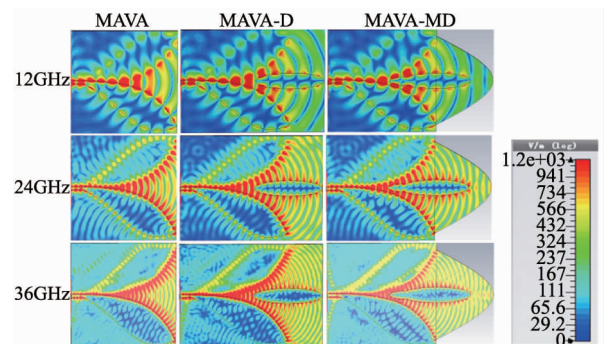 MAVA MAVA-D MAVA-MD
12GHz
24GHz
36GHz
V/m (log)
1.2e+03
941
734
566
432
324
237
167
111
65.6
29.2
0